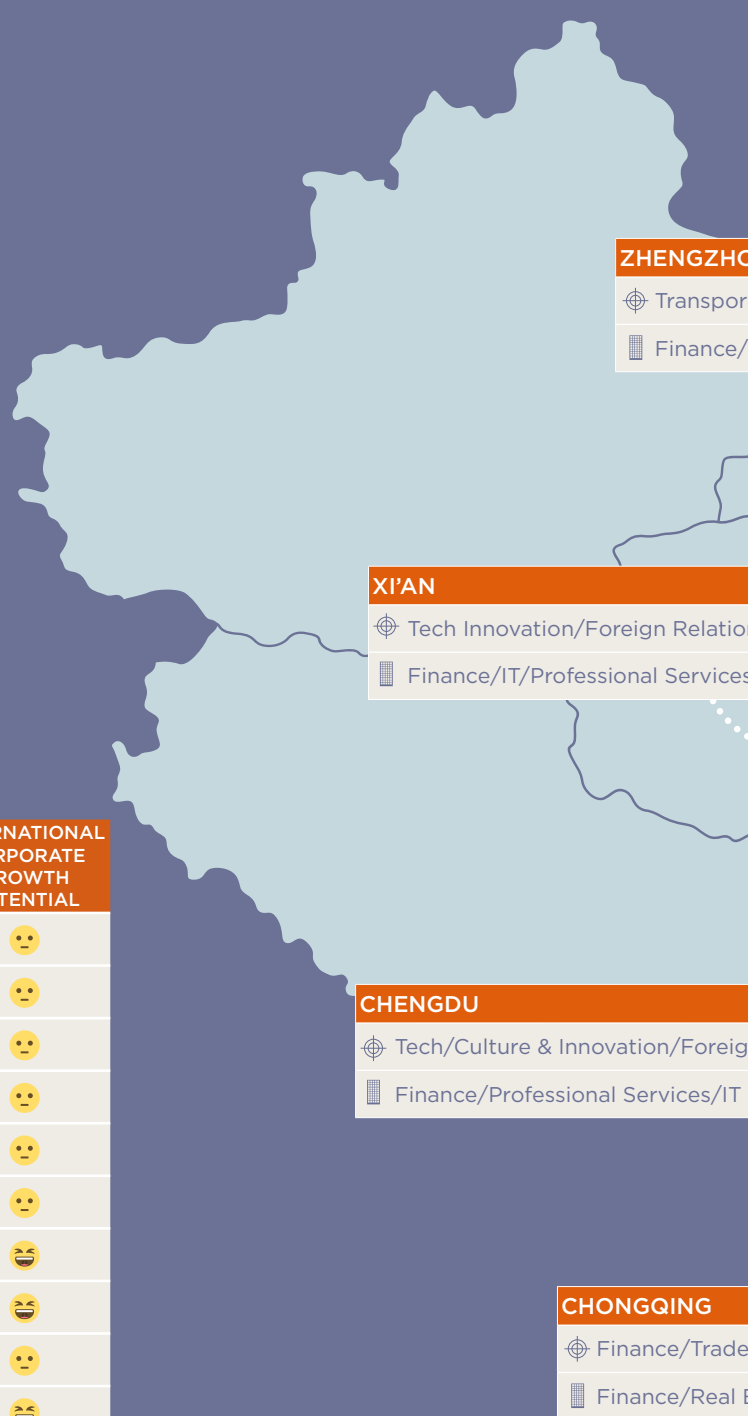 ZHENGZHO
Transpor
Finance/
XI'AN
Tech Innovation/Foreign Relation
Finance/IT/Professional Services
RNATIONAL
RPORATE
ROWTH
TENTIAL
CHENGDU
Tech/Culture & Innovation/Foreig
Finance/Professional Services/IT
CHONGQING
Finance/Trade
Finance/Real E